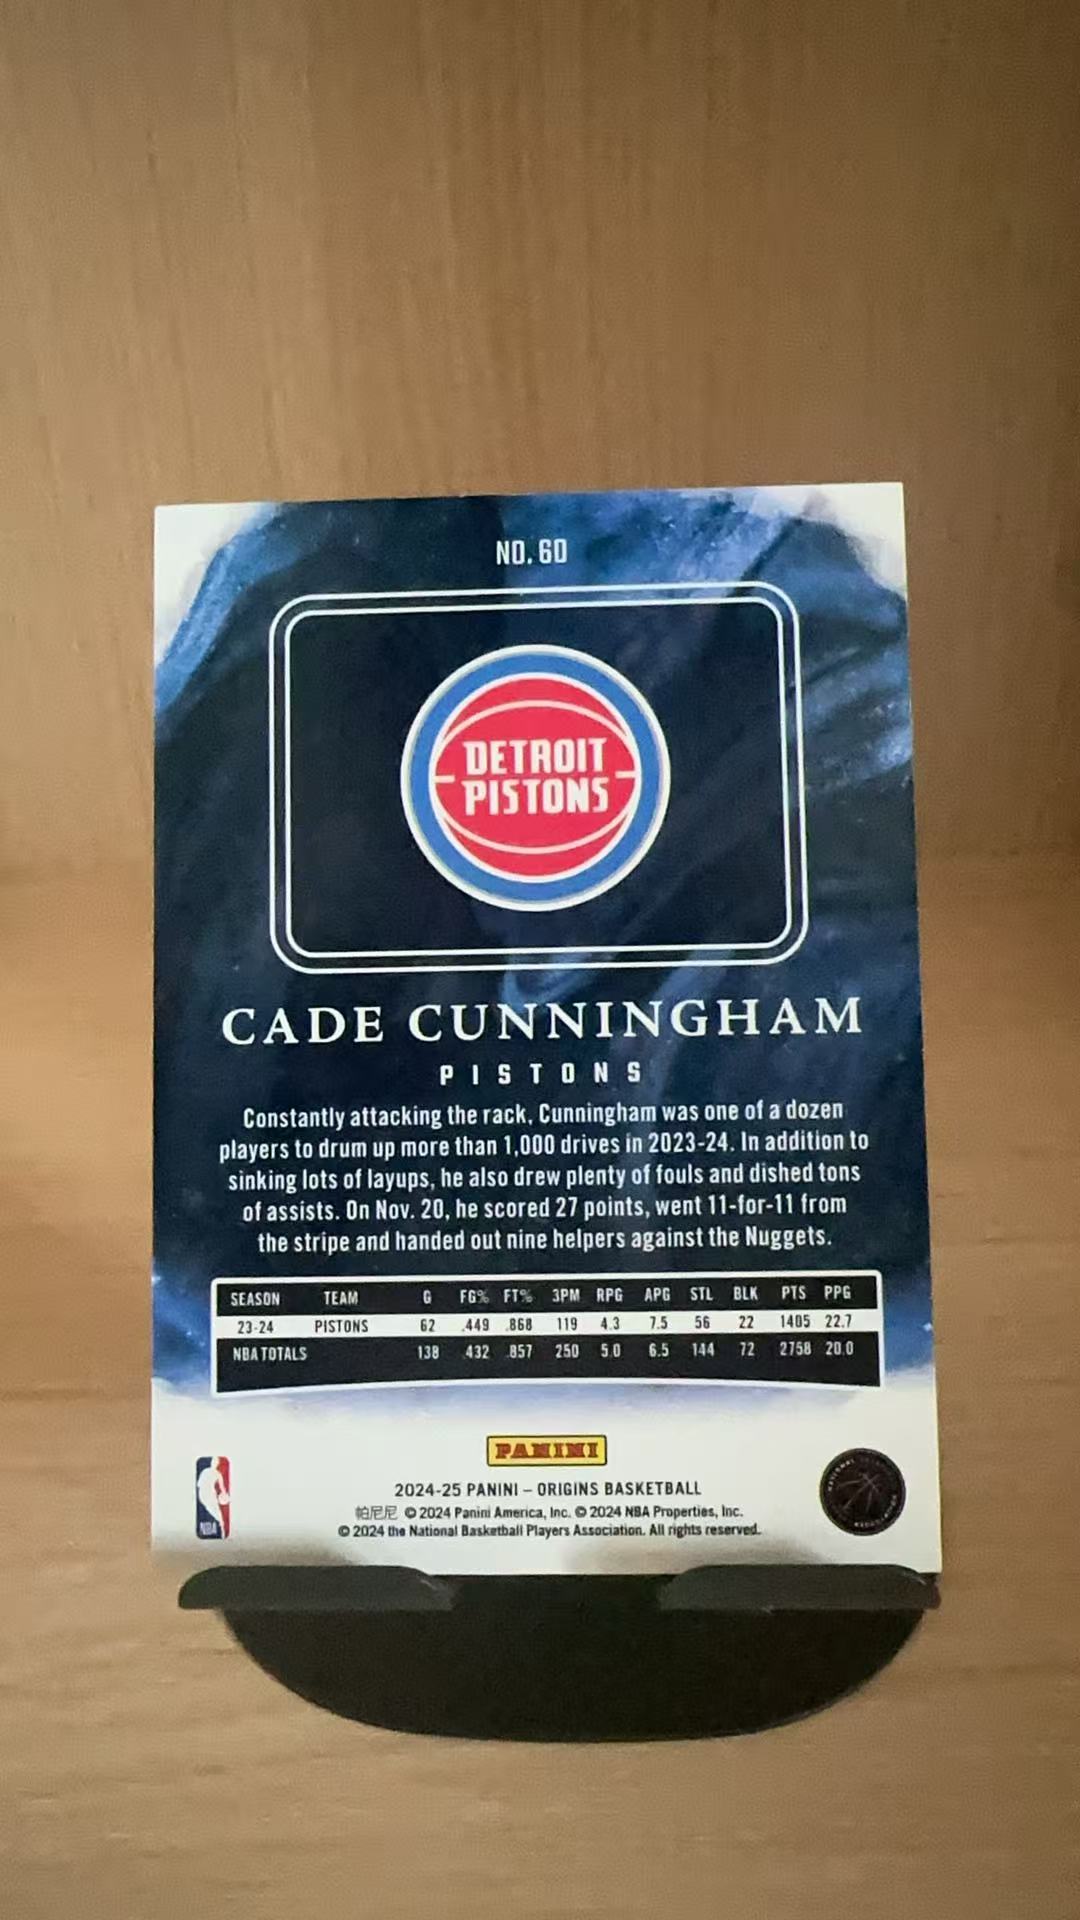 NO. 60
DETROIT
PISTONS
CADE CUNNINGHAM
PISTONS
Constantly attacking the rack, Cunningham was one of a dozen
players to drum up more than 1,000 drives in 2023-24. In addition to
sinking lots of layups, he also drew plenty of fouls and dished tons
of assists. On Nov. 20, he scored 27 points, went 11-for-11 from
the stripe and handed out nine helpers against the Nuggets.
SEASON TEAM G FG% FT% 3PM RPG APG STL BLK PTS PPG
23-24 PISTONS 62 .449 .868 119 4.3 7.5 56 22 1405 22.7
NBA TOTALS 138 .432 .857 250 5.0 6.5 144 72 2758 20.0
PANINI
2024-25 PANINI – ORIGINS BASKETBALL
帕尼尼 © 2024 Panini America, Inc. © 2024 NBA Properties, Inc.
© 2024 the National Basketball Players Association. All rights reserved.
NBA